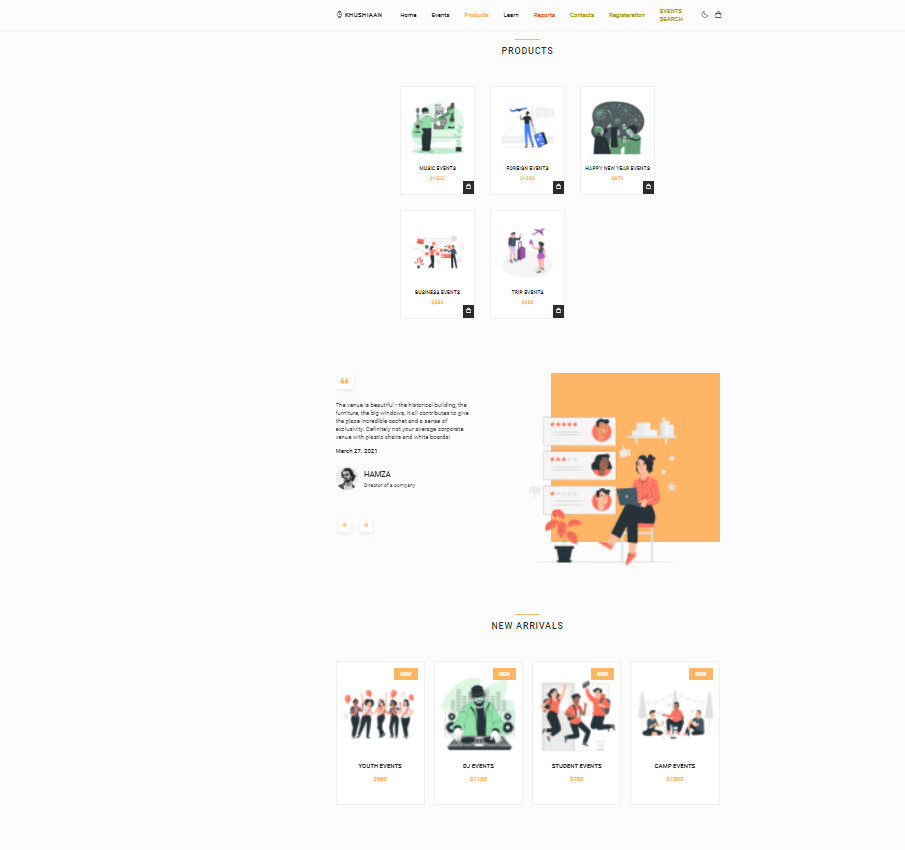 KHUSHIAAN Home Events Products Learn Reports Contacts Registeration EVENTS SEARCH
PRODUCTS
MUSIC EVENTS
$1500
FOREIGN EVENTS
$1250
HAPPY NEW YEAR EVENTS
$870
BUSINESS EVENTS
TRIP EVENTS
The venue is beautiful - the historical building, the
furniture, the big windows, it all contributes to give
the place incredible cachet and a sense of
exclusivity. Definitely not your average corporate
venue with plastic chairs and white boards!
March 27. 2021
HAMZA
Director of a company
NEW ARRIVALS
NEW
NEW
NEW
NEW
YOUTH EVENTS
DJ EVENTS
$1150
STUDENT EVENTS
$750
CAMP EVENTS